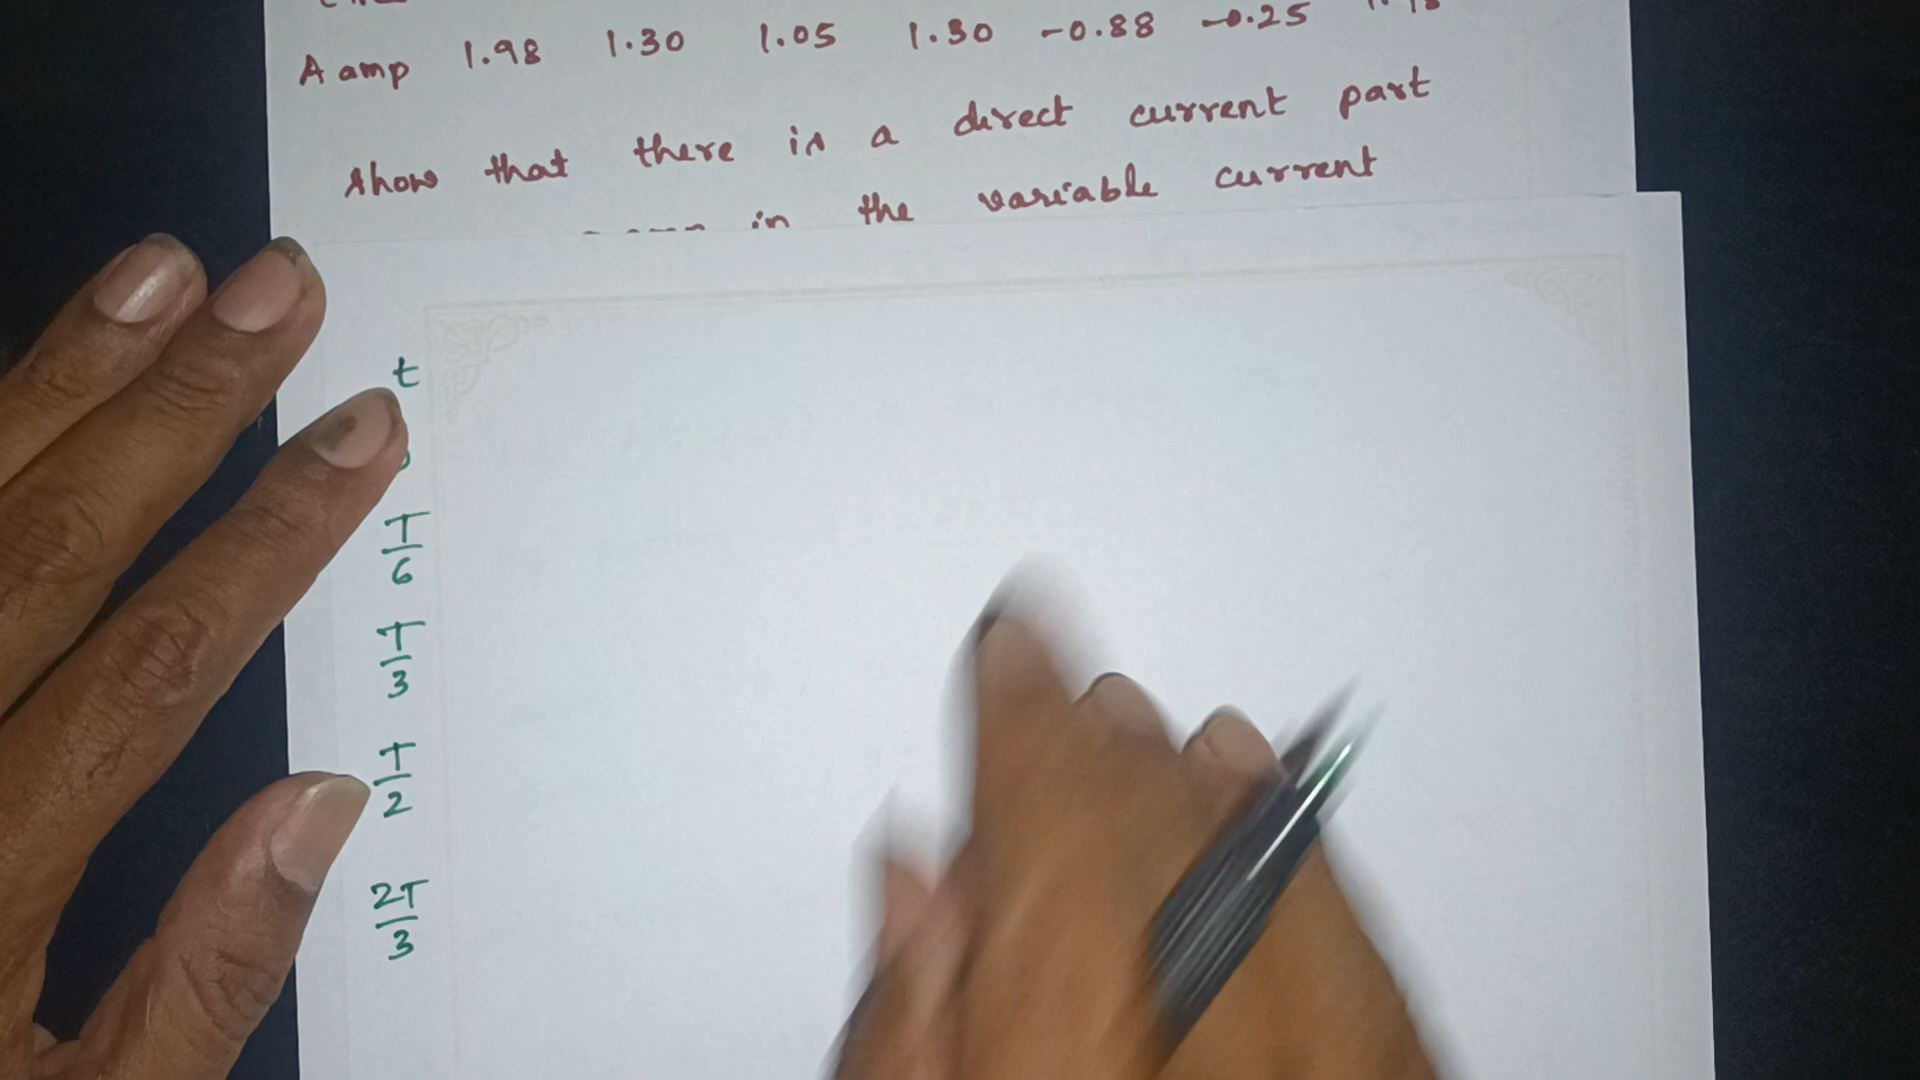 A amp 1.98 1.30 1.05 1.30 -0.88 -0.25
show that there is a direct current part
in the variable current
t
T/6
T/3
T/2
2T/3